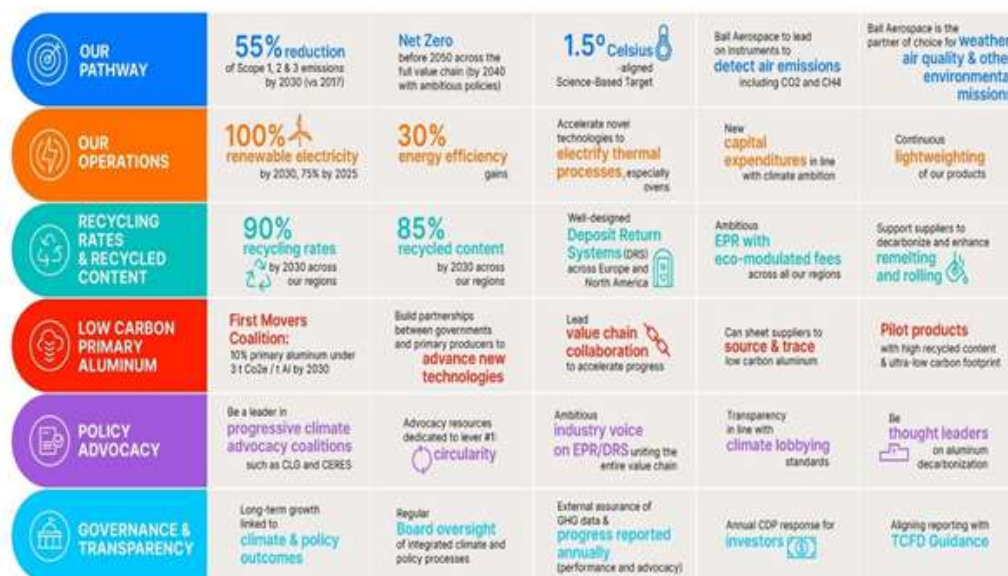 OUR
PATHWAY
55% reduction
of Scope 1, 2 & 3 emissions
by 2030 (vs 2017)
Net Zero
before 2050 across the
full value chain (by 2040
with ambitious policies)
1.5° Celsius
-aligned
Science-Based Target
Ball Aerospace to lead
on instruments to
detect air emissions
including CO2 and CH4
Ball Aerospace is the
partner of choice for weather,
air quality & other
environmental
missions
OUR
OPERATIONS
100%
renewable electricity
by 2030, 75% by 2025
30%
energy efficiency
gains
Accelerate novel
technologies to
electrify thermal
processes, especially
ovens
New
capital
expenditures in line
with climate ambition
Continuous
lightweighting
of our products
RECYCLING
RATES
& RECYCLED
CONTENT
90%
recycling rates
by 2030 across
our regions
85%
recycled content
by 2030 across
our regions
Well-designed
Deposit Return
Systems (DRS)
across Europe and
North America
Ambitious
EPR with
eco-modulated fees
across all our regions
Support suppliers to
decarbonize and enhance
remelting
and rolling
LOW CARBON
PRIMARY
ALUMINUM
First Movers
Coalition:
10% primary aluminum under
3 t Co2e / t Al by 2030
Build partnerships
between governments
and primary producers to
advance new
technologies
Lead
value chain
collaboration
to accelerate progress
Can sheet suppliers to
source & trace
low carbon aluminum
Pilot products
with high recycled content
& ultra-low carbon footprint
POLICY
ADVOCACY
Be a leader in
progressive climate
advocacy coalitions
such as CLG and CERES
Advocacy resources
dedicated to lever #1:
circularity
Ambitious
industry voice
on EPR/DRS uniting the
entire value chain
Transparency
in line with
climate lobbying
standards
Be
thought leaders
on aluminum
decarbonization
GOVERNANCE &
TRANSPARENCY
Long-term growth
linked to
climate & policy
outcomes
Regular
Board oversight
of integrated climate and
policy processes
External assurance of
GHG data &
progress reported
annually
(performance and advocacy)
Annual CDP response for
investors
Aligning reporting with
TCFD Guidance